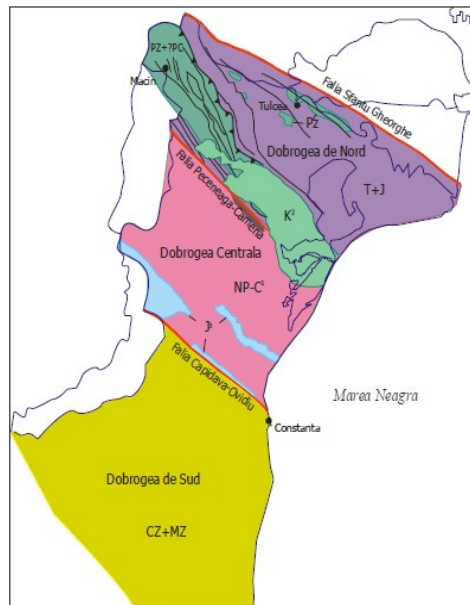 PZ+?PC
Macin
Falia Sfantu Gheorghe
Tulcea
PZ
Dobrogea de Nord
T+J
Falia Peceneaga-Camena
K²
Dobrogea Centrala
NP-C¹
J³
Falia Capidava-Ovidiu
Marea Neagra
Constanta
Dobrogea de Sud
CZ+MZ